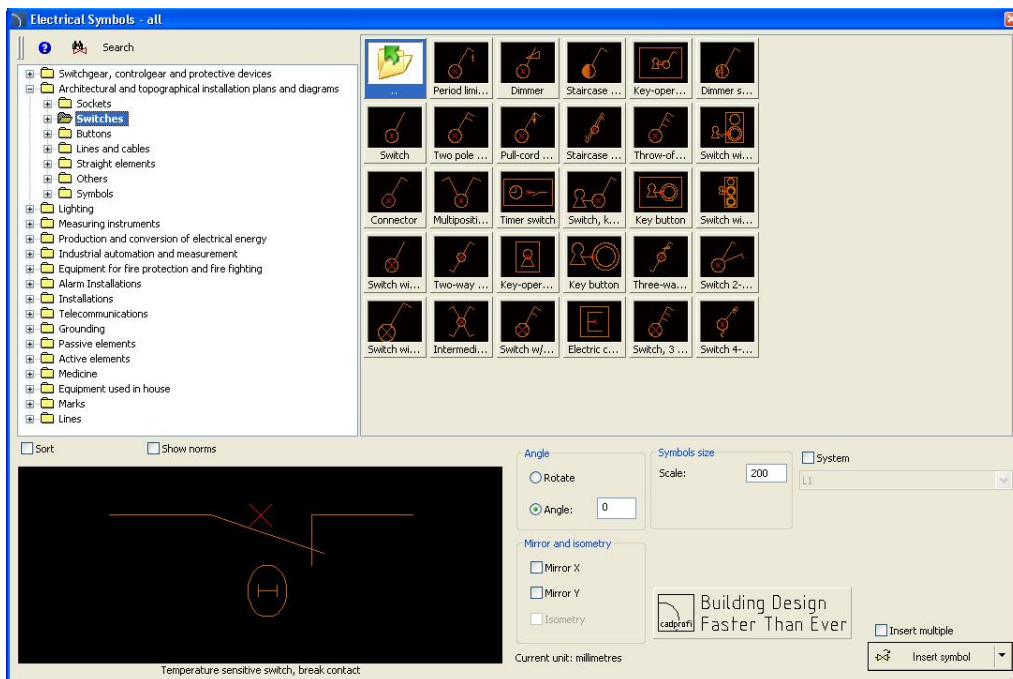 Electrical Symbols - all
Search
Switchgear, controlgear and protective devices
Architectural and topographical installation plans and diagrams
Sockets
Switches
Buttons
Lines and cables
Straight elements
Others
Symbols
Lighting
Measuring instruments
Production and conversion of electrical energy
Industrial automation and measurement
Equipment for fire protection and fire fighting
Alarm Installations
Installations
Telecommunications
Grounding
Passive elements
Active elements
Medicine
Equipment used in house
Marks
Lines
.. Period limi... Dimmer Staircase ... Key-oper... Dimmer s...
Switch Two pole ... Pull-cord ... Staircase ... Throw-of... Switch wi...
Connector Multipositi... Timer switch Switch, k... Key button Switch wi...
Switch wi... Two-way ... Key-oper... Key button Three-wa... Switch 2-...
Switch wi... Intermedi... Switch w/... Electric c... Switch, 3 ... Switch 4-...
Sort Show norms
Temperature sensitive switch, break contact
Angle
Rotate
Angle: 0
Symbols size
Scale: 200
System
L1
Mirror and isometry
Mirror X
Mirror Y
Isometry
cadprofi
Building Design
Faster Than Ever
Current unit: millimetres
Insert multiple
Insert symbol